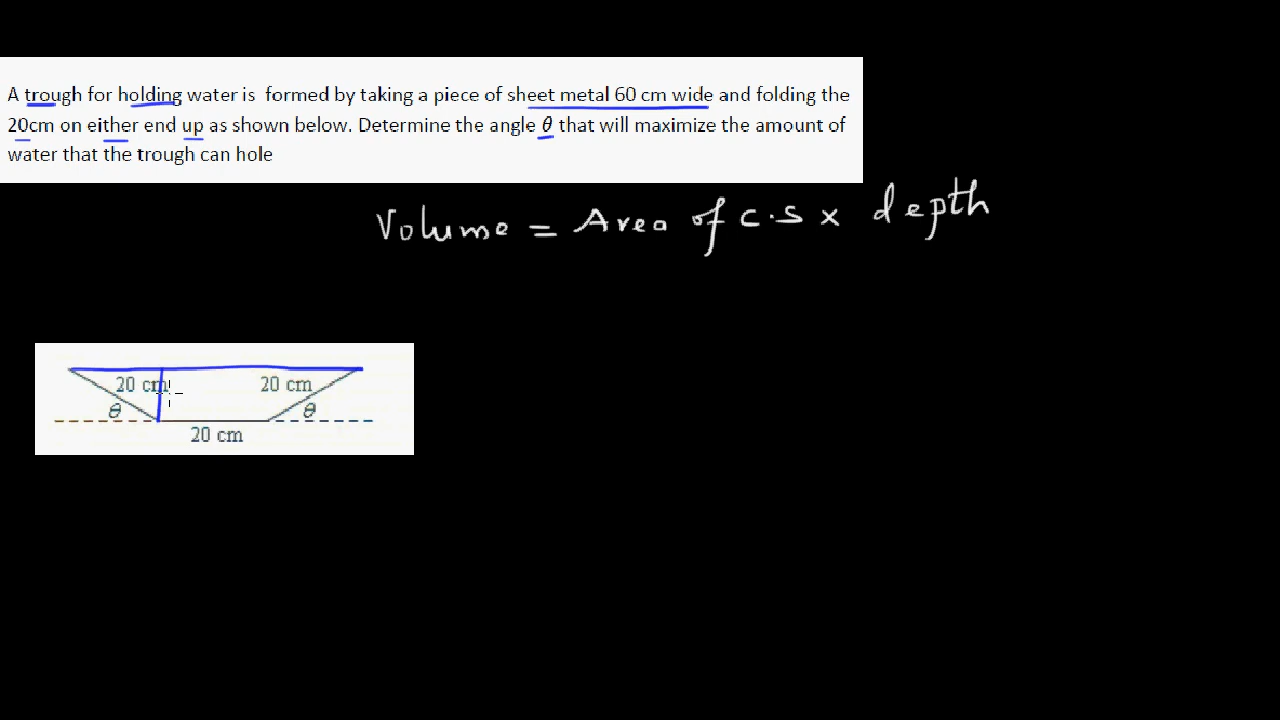 A trough for holding water is formed by taking a piece of sheet metal 60 cm wide and folding the
20cm on either end up as shown below. Determine the angle θ that will maximize the amount of
water that the trough can hole
Volume = Area of c.s x depth
20 cm 20 cm
θ θ
20 cm